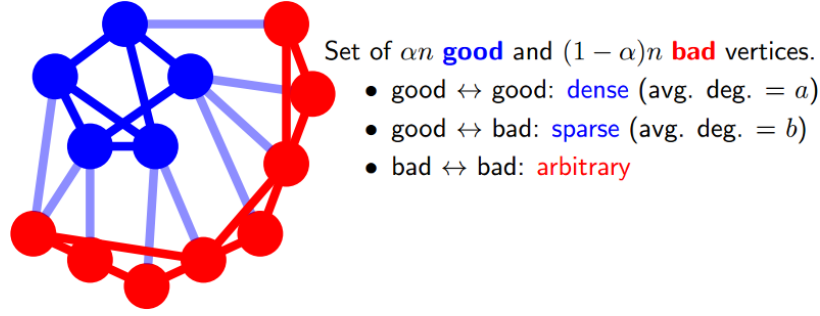 Set of αn good and (1 − α)n bad vertices.
• good ↔ good: dense (avg. deg. = a)
• good ↔ bad: sparse (avg. deg. = b)
• bad ↔ bad: arbitrary